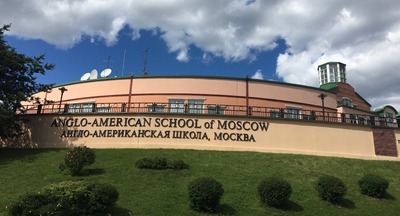 ANGLO-AMERICAN SCHOOL of MOSCOW
АНГЛО-АМЕРИКАНСКАЯ ШКОЛА, МОСКВА